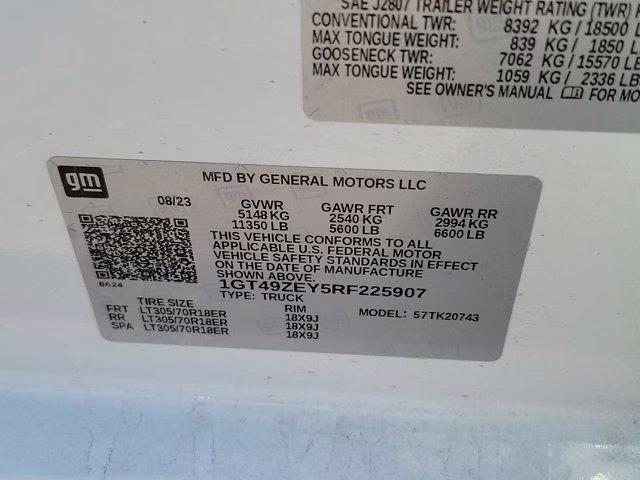 SAE J2807 TRAILER WEIGHT RATING (TWR)
CONVENTIONAL TWR: 8392 KG / 18500 LB
MAX TONGUE WEIGHT: 839 KG / 1850 LB
GOOSENECK TWR: 7062 KG / 15570 LB
MAX TONGUE WEIGHT: 1059 KG / 2336 LB
SEE OWNER'S MANUAL FOR MO
gm
MFD BY GENERAL MOTORS LLC
08/23 GVWR GAWR FRT GAWR RR
5148 KG 2540 KG 2994 KG
11350 LB 5600 LB 6600 LB
THIS VEHICLE CONFORMS TO ALL
APPLICABLE U.S. FEDERAL MOTOR
VEHICLE SAFETY STANDARDS IN EFFECT
ON THE DATE OF MANUFACTURE
SHOWN ABOVE.
B624
1GT49ZEY5RF225907
TYPE: TRUCK
TIRE SIZE RIM
FRT LT305/70R18ER 18X9J
RR LT305/70R18ER 18X9J
SPA LT305/70R18ER 18X9J
MODEL: 57TK20743